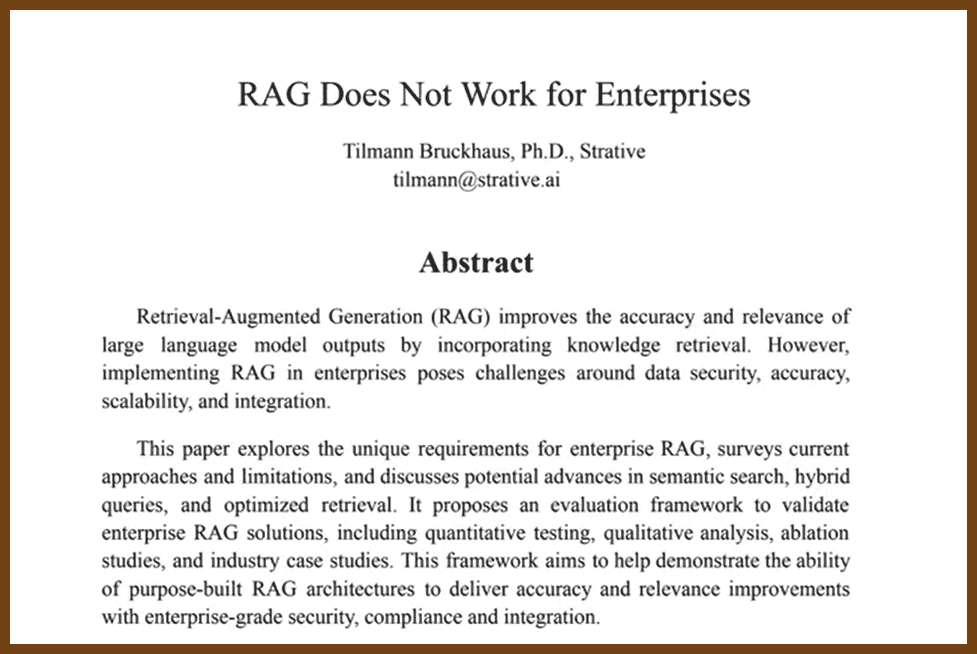 RAG Does Not Work for Enterprises
Tilmann Bruckhaus, Ph.D., Strative
tilmann@strative.ai
Abstract
Retrieval-Augmented Generation (RAG) improves the accuracy and relevance of
large language model outputs by incorporating knowledge retrieval. However,
implementing RAG in enterprises poses challenges around data security, accuracy,
scalability, and integration.
This paper explores the unique requirements for enterprise RAG, surveys current
approaches and limitations, and discusses potential advances in semantic search, hybrid
queries, and optimized retrieval. It proposes an evaluation framework to validate
enterprise RAG solutions, including quantitative testing, qualitative analysis, ablation
studies, and industry case studies. This framework aims to help demonstrate the ability
of purpose-built RAG architectures to deliver accuracy and relevance improvements
with enterprise-grade security, compliance and integration.